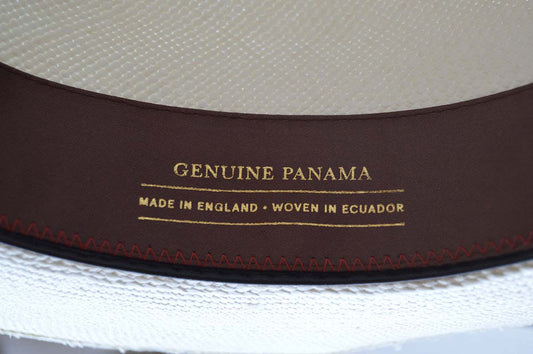 GENUINE PANAMA
MADE IN ENGLAND • WOVEN IN ECUADOR